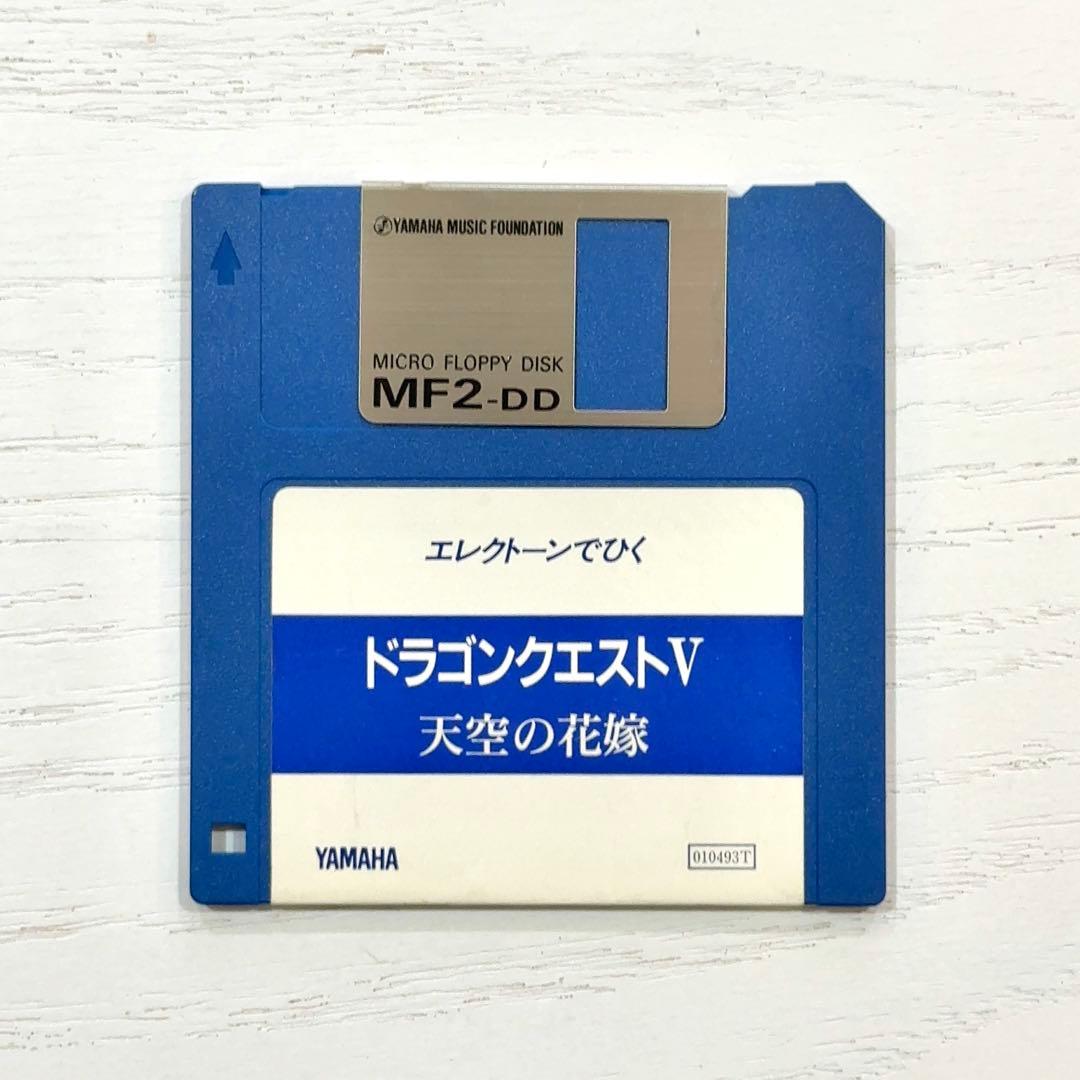 YAMAHA MUSIC FOUNDATION
MICRO FLOPPY DISK
MF2-DD
エレクトーンでひく
ドラゴンクエストV
天空の花嫁
YAMAHA
010493T